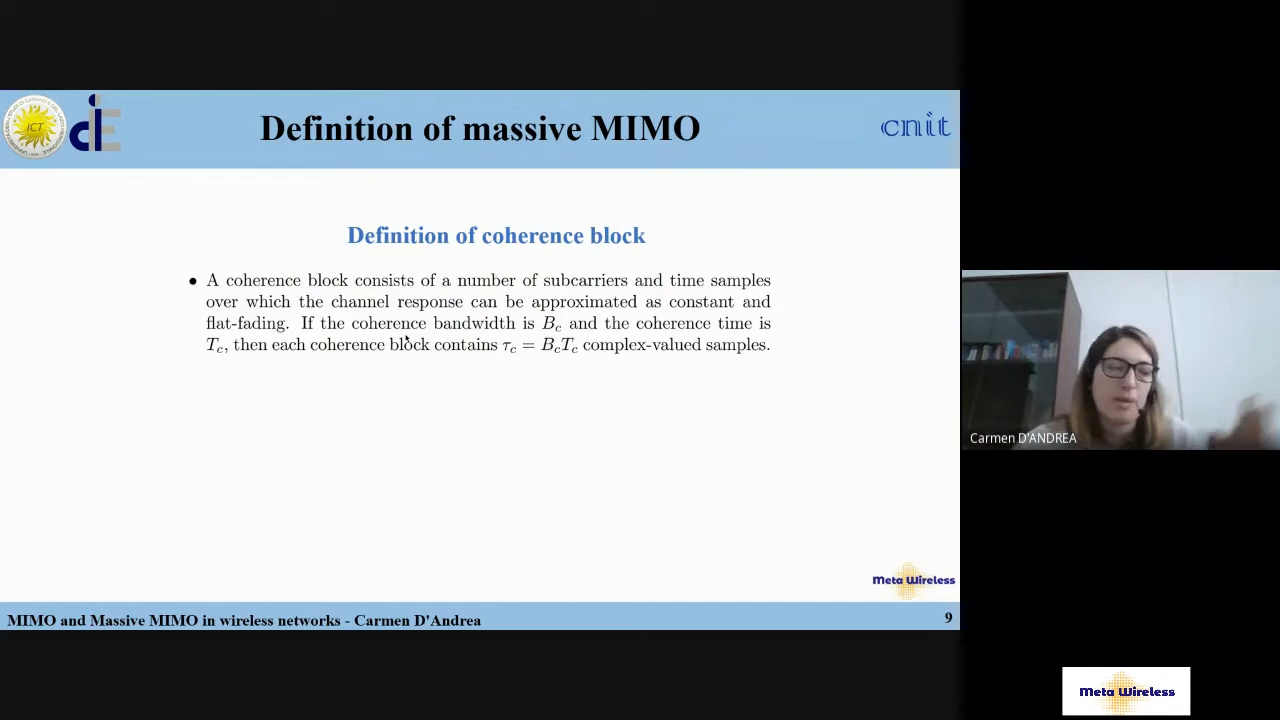 Definition of massive MIMO
cnit
ICT
Definition of coherence block
• A coherence block consists of a number of subcarriers and time samples
over which the channel response can be approximated as constant and
flat-fading. If the coherence bandwidth is B_c and the coherence time is
T_c, then each coherence block contains τ_c = B_cT_c complex-valued samples.
Carmen D'ANDREA
Meta Wireless
MIMO and Massive MIMO in wireless networks - Carmen D'Andrea
9
Meta Wireless